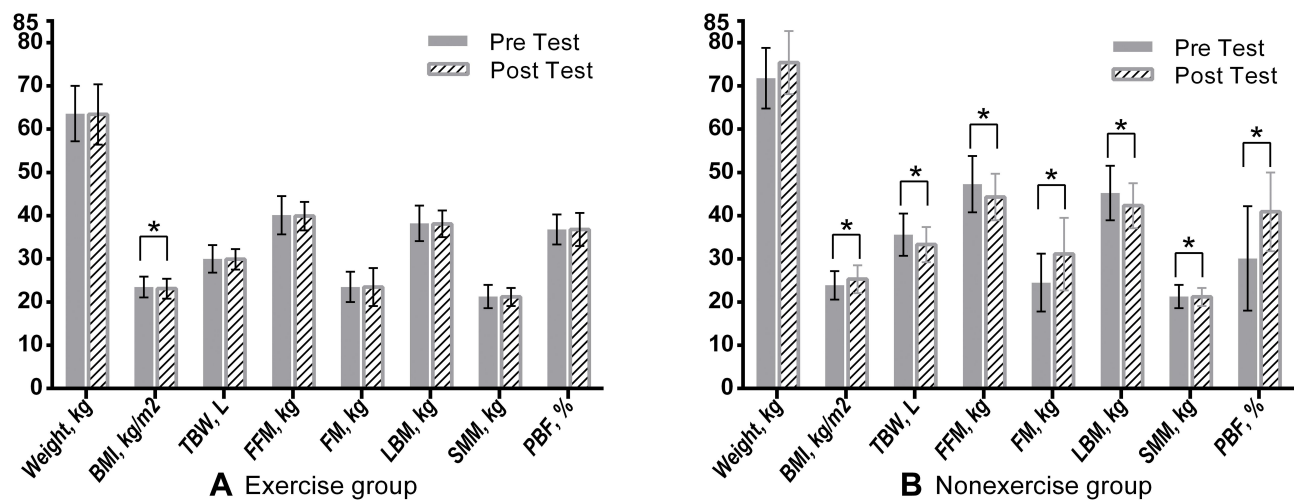 85
80
70
60
50
40
30
20
10
0
Pre Test
Post Test
*
Weight, kg
BMI, kg/m2
TBW, L
FFM, kg
FM, kg
LBM, kg
SMM, kg
PBF, %
A Exercise group
85
80
70
60
50
40
30
20
10
0
Pre Test
Post Test
*
*
*
*
*
*
*
Weight, kg
BMI, kg/m2
TBW, L
FFM, kg
FM, kg
LBM, kg
SMM, kg
PBF, %
B Nonexercise group